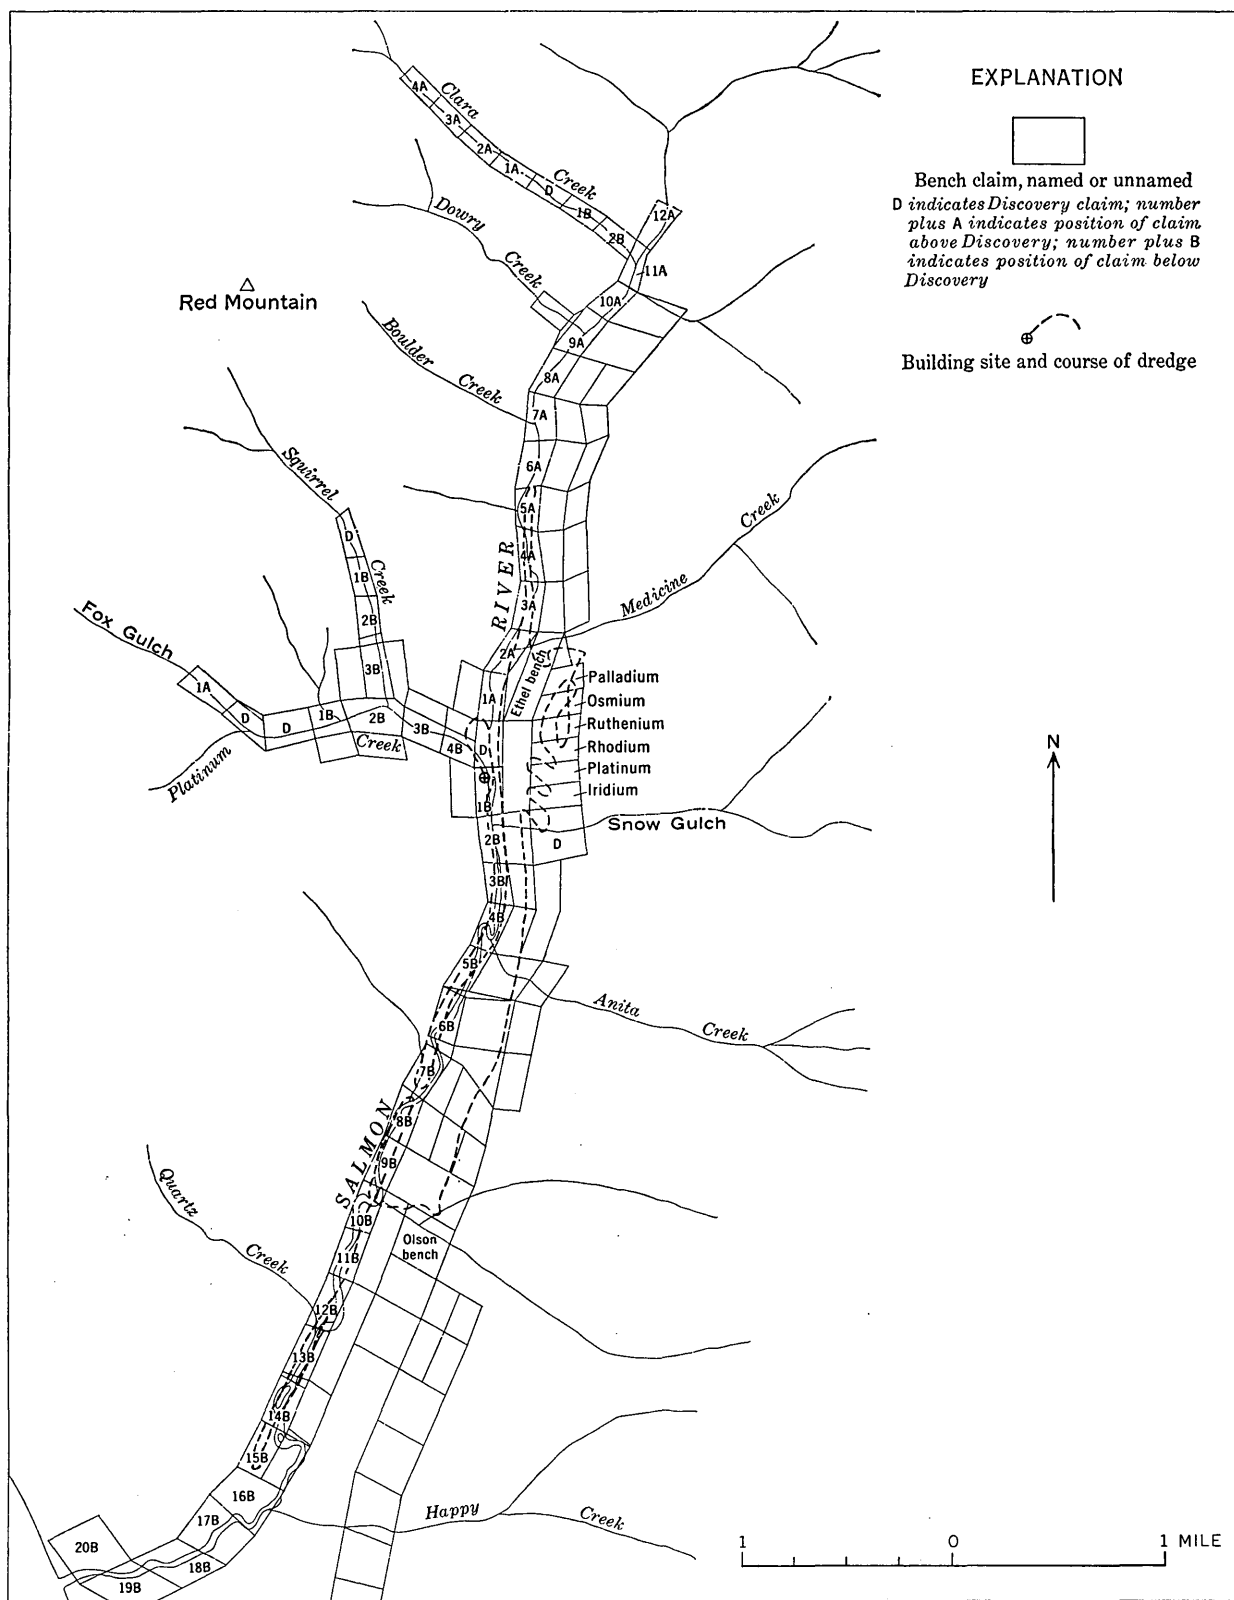 EXPLANATION
Bench claim, named or unnamed
D indicates Discovery claim; number
plus A indicates position of claim
above Discovery; number plus B
indicates position of claim below
Discovery
Building site and course of dredge
Clara
Creek
4A
3A
2A
1A
D
1B
2B
12A
11A
10A
9A
8A
7A
6A
5A
4A
3A
2A
1A
D
1B
2B
3B
4B
5B
6B
7B
8B
9B
10B
11B
12B
13B
14B
15B
16B
17B
18B
19B
20B
Dowry
Creek
Red Mountain
Boulder
Creek
Squirrel
Creek
D
1B
2B
3B
Fox Gulch
1A
D
D
1B
2B
3B
4B
Platinum
Creek
RIVER
SALMON
Medicine
Creek
Ethel bench
Palladium
Osmium
Ruthenium
Rhodium
Platinum
Iridium
Snow Gulch
D
N
Anita
Creek
Quartz
Creek
Olson
bench
Happy
Creek
1 0 1 MILE